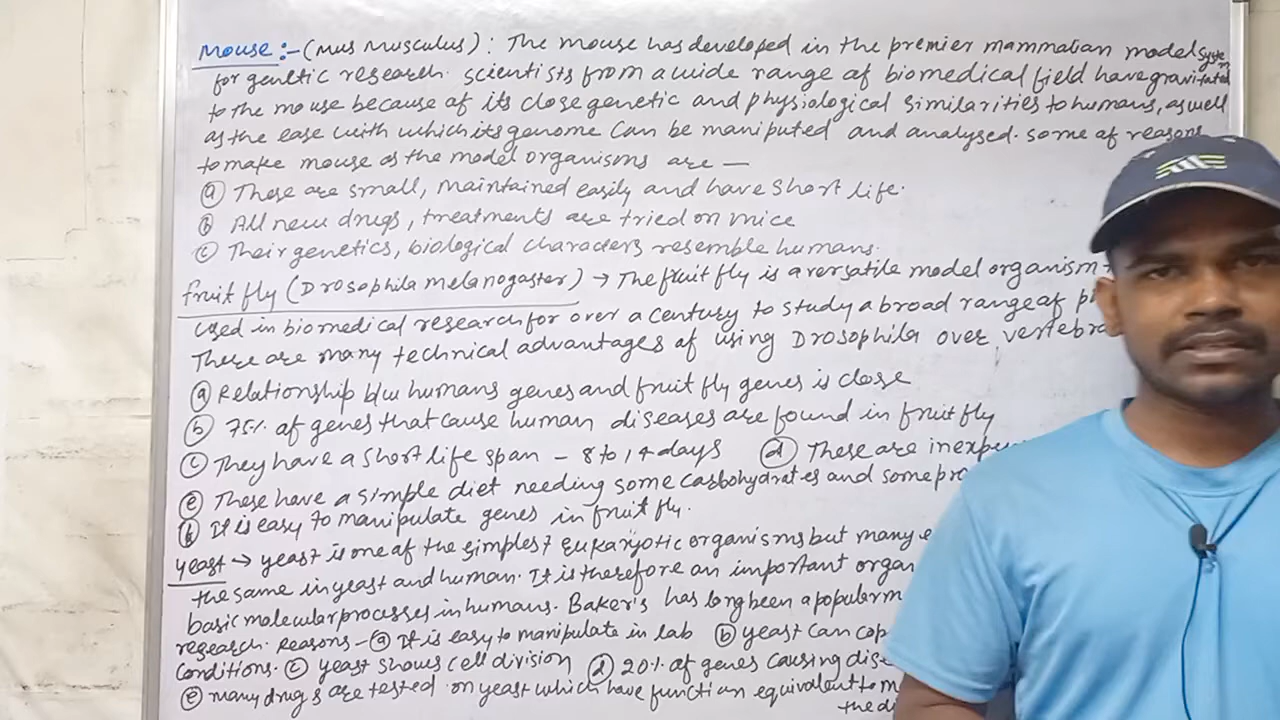 Mouse :- (Mus Musculus) : The mouse has developed in the premier mammalian model system
for genetic research. scientists from a wide range of biomedical field have gravitated
to the mouse because of its close genetic and physiological similarities to humans, as well
as the ease with which its genome can be maniputed and analysed. some of reasons
to make mouse as the model organisms are —
(a) These are small, maintained easily and have short life.
(b) All new drugs, treatments are tried on mice
(c) Their genetics, biological characters resemble humans.
fruit fly (Drosophila melanogaster) → The fruit fly is a versatile model organism
used in biomedical research for over a century to study a broad range of
There are many technical advantages of using Drosophila over
(a) Relationship b/w humans genes and fruit fly genes is close
(b) 75% of genes that cause human diseases are found in fruit fly
(c) They have a short life span - 8 to 14 days (d) These are
(e) These have a simple diet needing some carbohydrates and some
(f) It is easy to manipulate genes in fruit fly.
yeast → yeast is one of the simplest Eukaryotic organisms but many
the same in yeast and human. It is therefore an important
basic molecular processes in humans. Baker's has long been a popular
research. reasons - (a) It is easy to manipulate in lab (b) yeast can
conditions. (c) yeast shows cell division (d) 20% of genes causing
(e) many drugs are tested on yeast which have function equivalent to
the